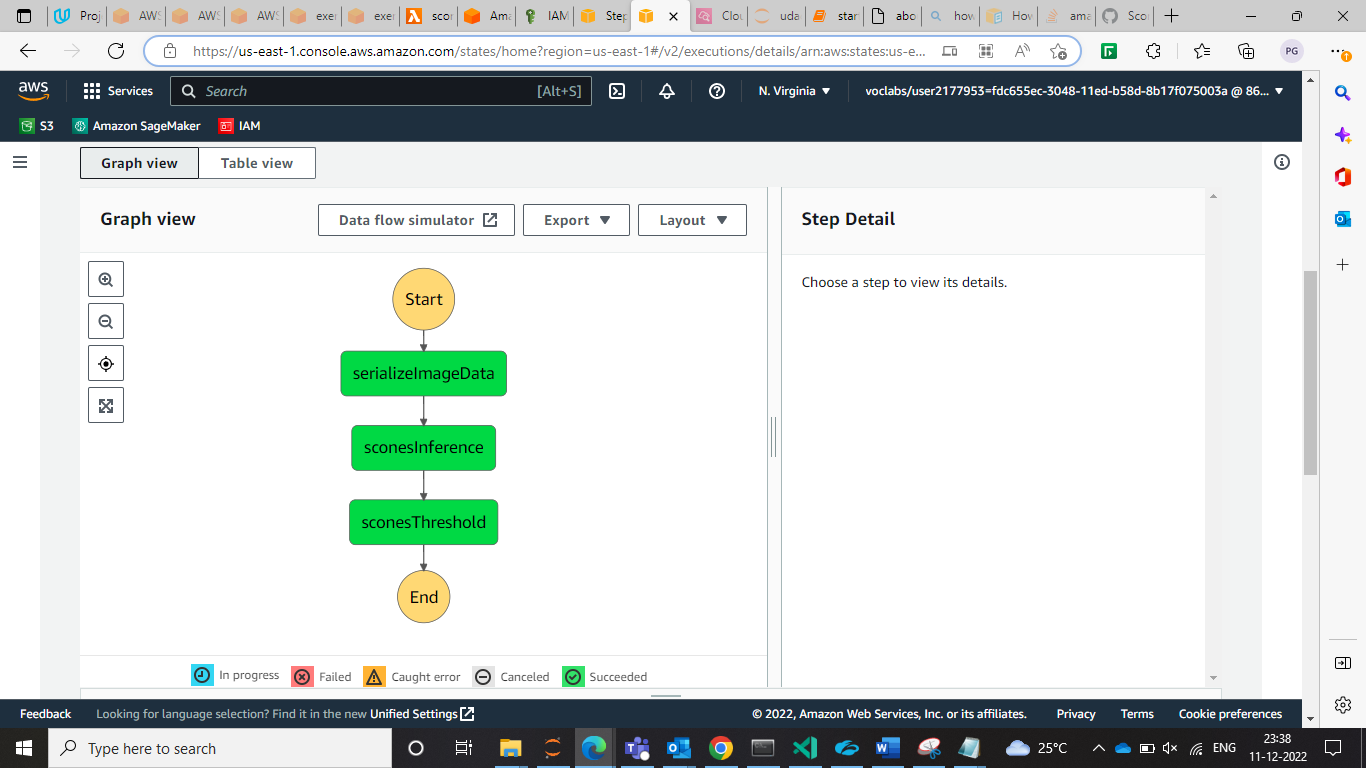 Proj
AWS
AWS
AWS
exe
exe
scor
Ama
IAM
Step
Clou
uda
start
abo
how
How
ama
Sco
https://us-east-1.console.aws.amazon.com/states/home?region=us-east-1#/v2/executions/details/arn:aws:states:us-e...
PG
aws
Services
Search [Alt+S]
N. Virginia
voclabs/user2177953=fdc655ec-3048-11ed-b58d-8b17f075003a @ 86...
S3
Amazon SageMaker
IAM
Graph view
Table view
Graph view
Data flow simulator
Export
Layout
Step Detail
Choose a step to view its details.
Start
serializeImageData
sconesInference
sconesThreshold
End
In progress
Failed
Caught error
Canceled
Succeeded
Feedback
Looking for language selection? Find it in the new Unified Settings
© 2022, Amazon Web Services, Inc. or its affiliates.
Privacy
Terms
Cookie preferences
Type here to search
25°C
ENG
23:38
11-12-2022